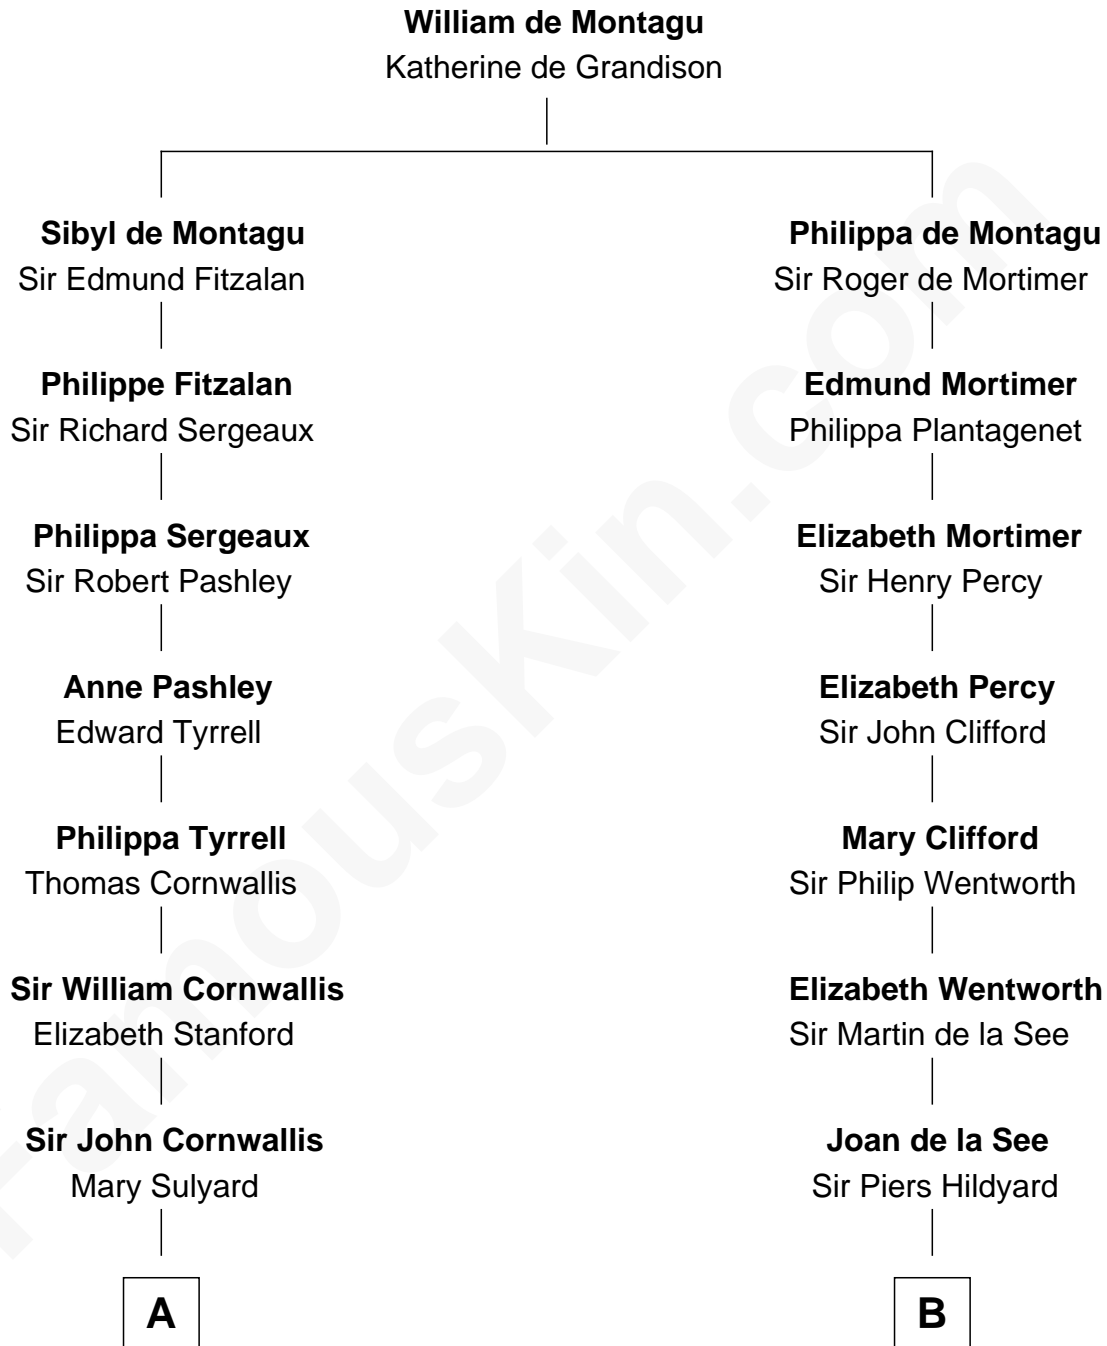 William de Montagu
Katherine de Grandison
Sibyl de Montagu
Sir Edmund Fitzalan
Philippe Fitzalan
Sir Richard Sergeaux
Philippa Sergeaux
Sir Robert Pashley
Anne Pashley
Edward Tyrrell
Philippa Tyrrell
Thomas Cornwallis
Sir William Cornwallis
Elizabeth Stanford
Sir John Cornwallis
Mary Sulyard
A
Philippa de Montagu
Sir Roger de Mortimer
Edmund Mortimer
Philippa Plantagenet
Elizabeth Mortimer
Sir Henry Percy
Elizabeth Percy
Sir John Clifford
Mary Clifford
Sir Philip Wentworth
Elizabeth Wentworth
Sir Martin de la See
Joan de la See
Sir Piers Hildyard
B
FamousKin.com